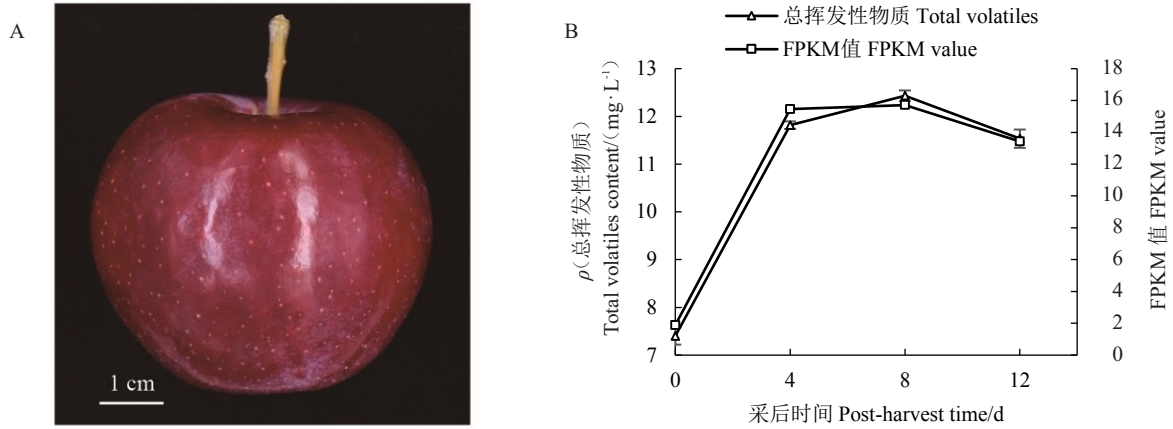 A
1 cm
B
总挥发性物质 Total volatiles
FPKM值 FPKM value
ρ(总挥发性物质)
Total volatiles content/(mg·L⁻¹)
13
12
11
10
9
8
7
18
16
14
12
10
8
6
4
2
0
FPKM 值 FPKM value
0 4 8 12
采后时间 Post-harvest time/d